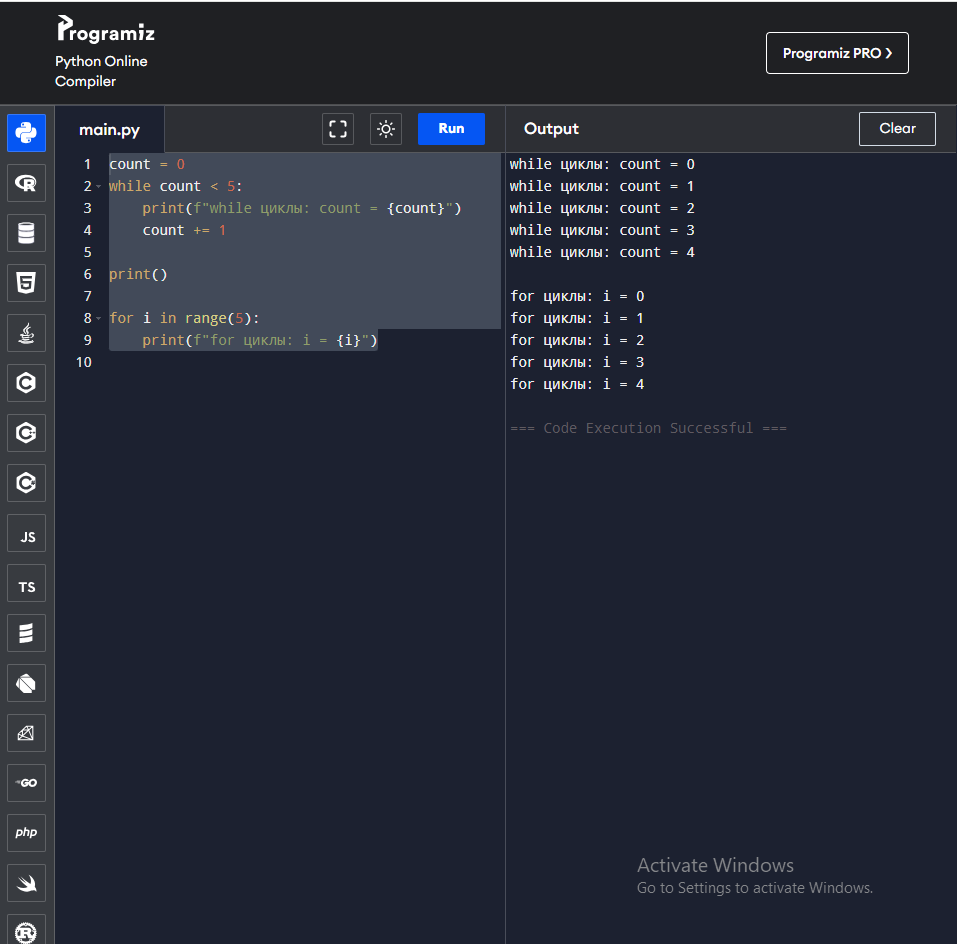 Programiz
Python Online
Compiler
Programiz PRO ❯
main.py
Run
Output
Clear
1 count = 0
2 while count < 5:
3     print(f"while циклы: count = {count}")
4     count += 1
5
6 print()
7
8 for i in range(5):
9     print(f"for циклы: i = {i}")
10
while циклы: count = 0
while циклы: count = 1
while циклы: count = 2
while циклы: count = 3
while циклы: count = 4
for циклы: i = 0
for циклы: i = 1
for циклы: i = 2
for циклы: i = 3
for циклы: i = 4
=== Code Execution Successful ===
R
5
C
C
C
JS
TS
GO
php
R
Activate Windows
Go to Settings to activate Windows.